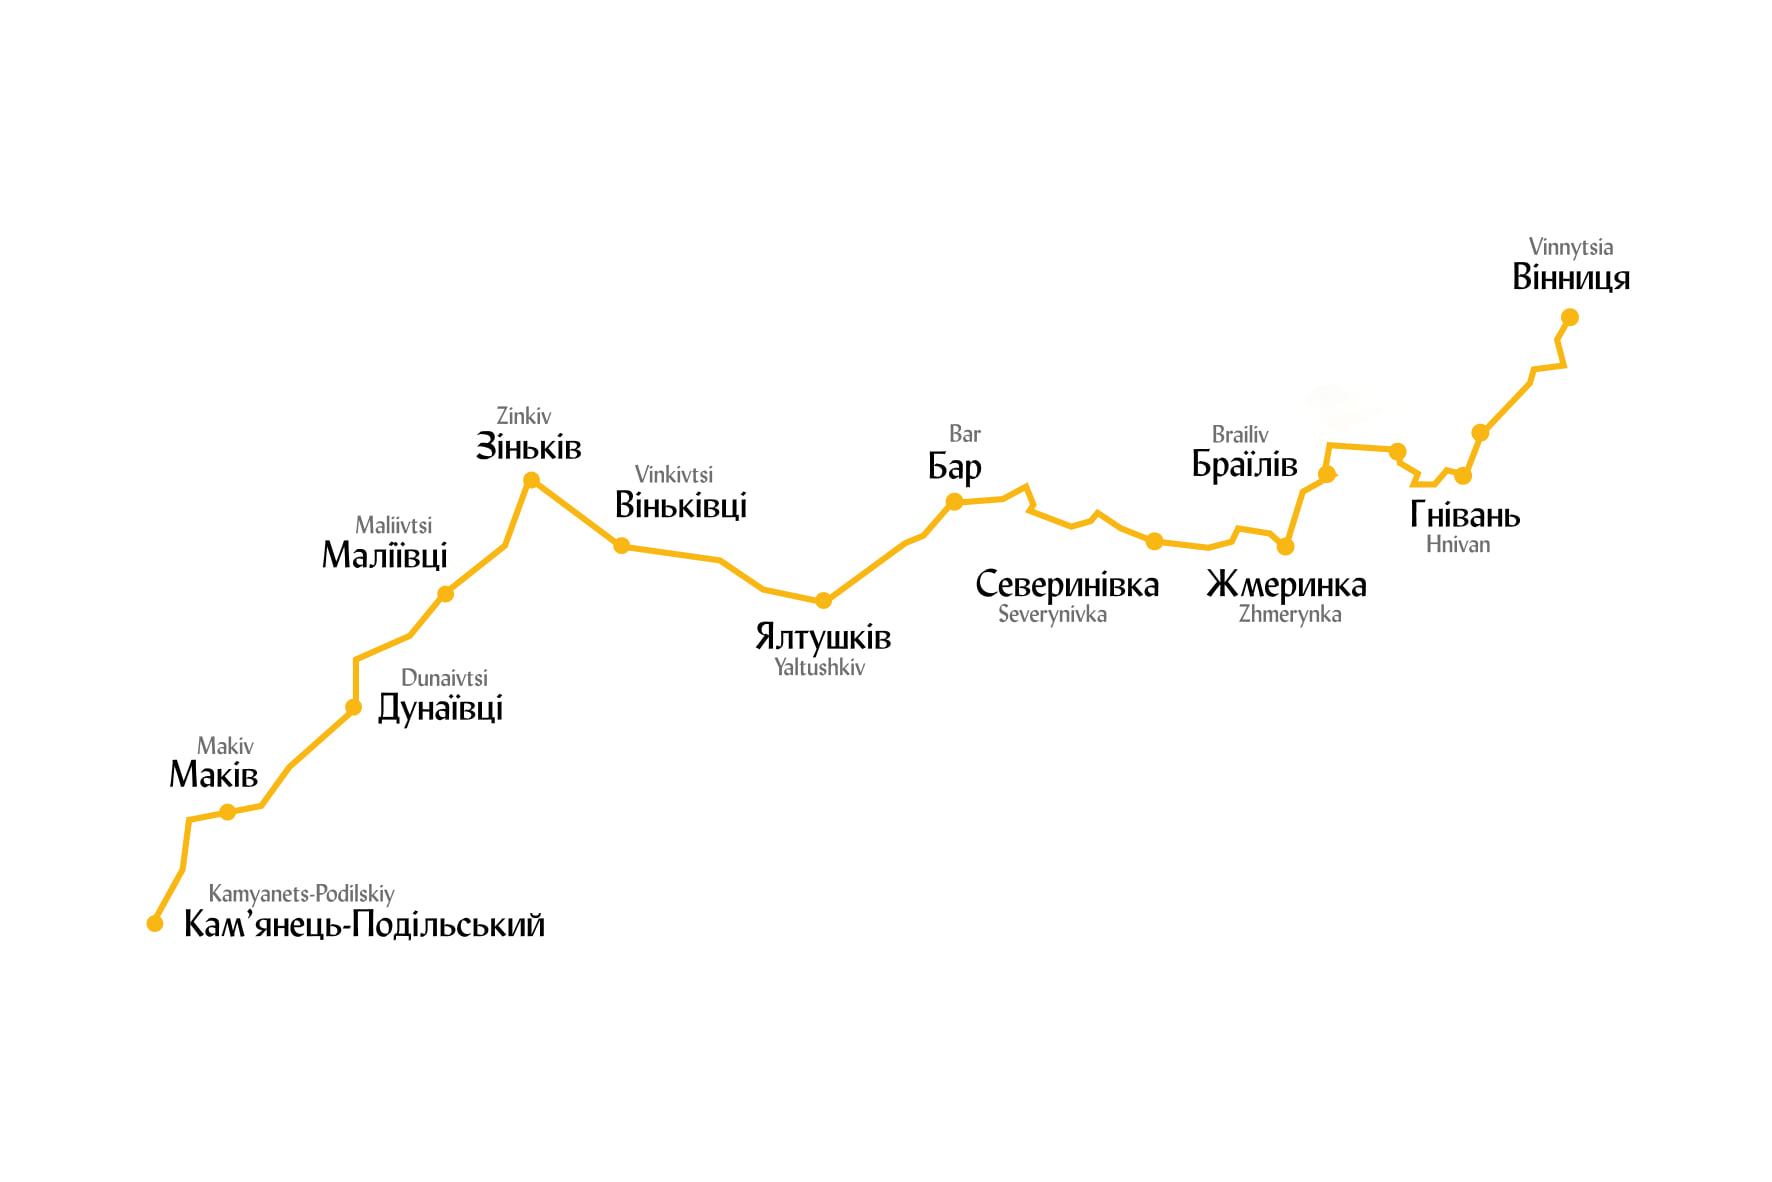 Vinnytsia
Вінниця
Zinkiv
Зіньків
Bar
Бар
Brailiv
Браїлів
Vinkivtsi
Віньківці
Гнівань
Hnivan
Maliivtsi
Маліївці
Северинівка
Severynivka
Жмеринка
Zhmerynka
Ялтушків
Yaltushkiv
Dunaivtsi
Дунаївці
Makiv
Маків
Kamyanets-Podilskiy
Кам’янець-Подільський